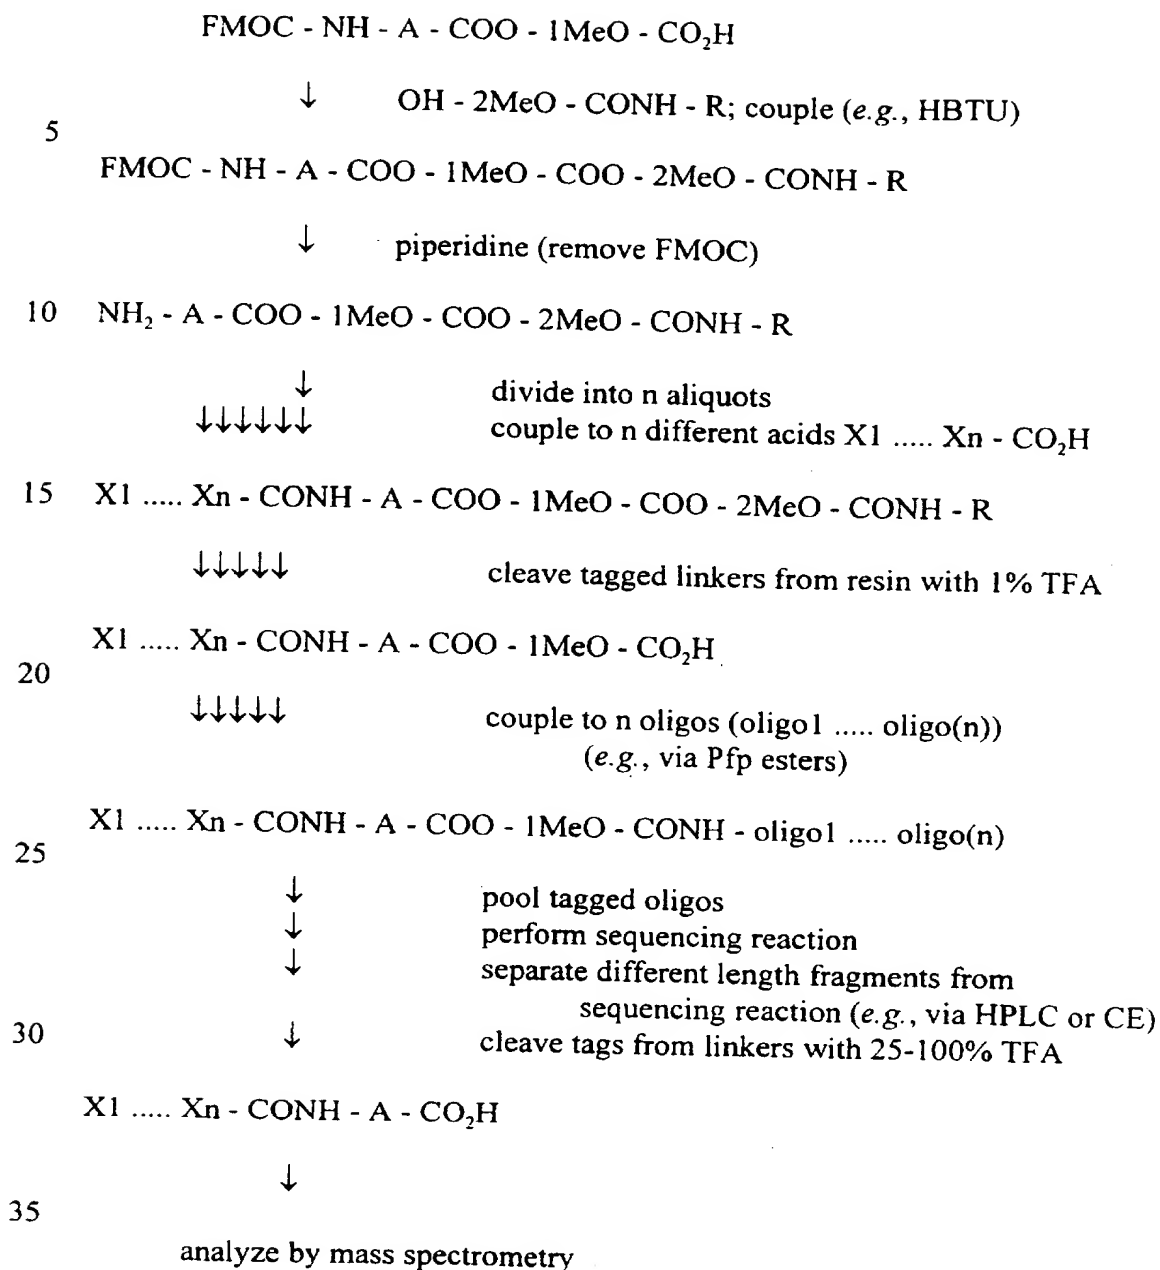 FMOC - NH - A - COO - 1MeO - CO₂H
↓ OH - 2MeO - CONH - R; couple (e.g., HBTU)
5
FMOC - NH - A - COO - 1MeO - COO - 2MeO - CONH - R
↓ piperidine (remove FMOC)
10 NH₂ - A - COO - 1MeO - COO - 2MeO - CONH - R
↓ divide into n aliquots
↓↓↓↓↓↓ couple to n different acids X1 ..... Xn - CO₂H
15 X1 ..... Xn - CONH - A - COO - 1MeO - COO - 2MeO - CONH - R
↓↓↓↓↓ cleave tagged linkers from resin with 1% TFA
X1 ..... Xn - CONH - A - COO - 1MeO - CO₂H
20
↓↓↓↓↓ couple to n oligos (oligo1 ..... oligo(n))
(e.g., via Pfp esters)
X1 ..... Xn - CONH - A - COO - 1MeO - CONH - oligo1 ..... oligo(n)
25
↓ pool tagged oligos
↓ perform sequencing reaction
↓ separate different length fragments from
sequencing reaction (e.g., via HPLC or CE)
30 ↓ cleave tags from linkers with 25-100% TFA
X1 ..... Xn - CONH - A - CO₂H
↓
35
analyze by mass spectrometry